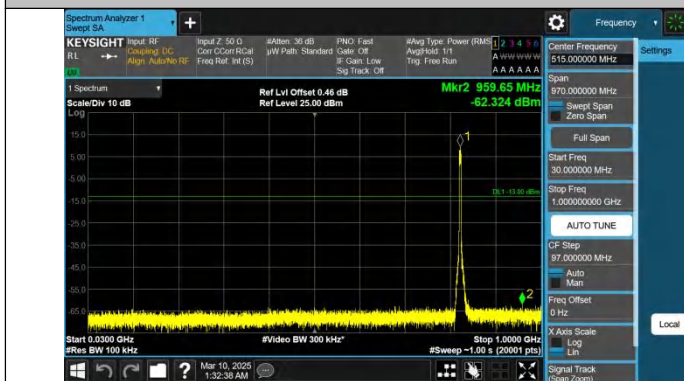 Spectrum Analyzer 1
Swept SA
Frequency
KEYSIGHT
RL
Input: RF
Coupling: DC
Align: Auto/No RF
Input Z: 50 Ω
Corr CCorr RCal
Freq Ref: Int (S)
#Atten: 36 dB
µW Path: Standard
PNO: Fast
Gate: Off
IF Gain: Low
Sig Track: Off
#Avg Type: Power (RMS)
Avg|Hold: 1/1
Trig: Free Run
1 2 3 4 5 6
A W W W W W
A A A A A A
1 Spectrum
Scale/Div 10 dB
Log
Ref Lvl Offset 0.46 dB
Ref Level 25.00 dBm
Mkr2 959.65 MHz
-62.324 dBm
15.0
5.00
-5.00
-15.0
-25.0
-35.0
-45.0
-55.0
-65.0
1
DL1 -13.00 dBm
2
Start 0.0300 GHz
#Res BW 100 kHz
#Video BW 300 kHz*
Stop 1.0000 GHz
#Sweep ~1.00 s (20001 pts)
Center Frequency
515.000000 MHz
Settings
Span
970.000000 MHz
Swept Span
Zero Span
Full Span
Start Freq
30.000000 MHz
Stop Freq
1.000000000 GHz
AUTO TUNE
CF Step
97.000000 MHz
Auto
Man
Freq Offset
0 Hz
X Axis Scale
Log
Lin
Local
Signal Track
(Span Zoom)
?
Mar 10, 2025
1:32:38 AM